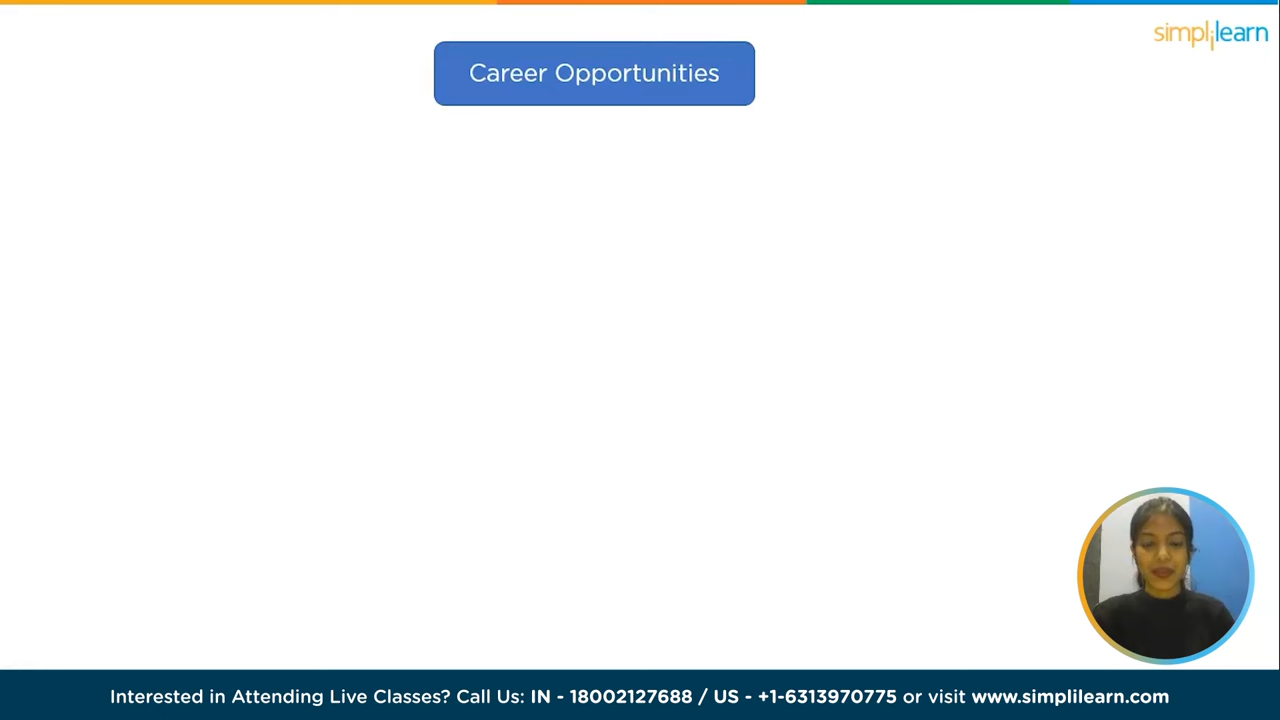 simplilearn
Career Opportunities
Interested in Attending Live Classes? Call Us: IN - 18002127688 / US - +1-6313970775 or visit www.simplilearn.com